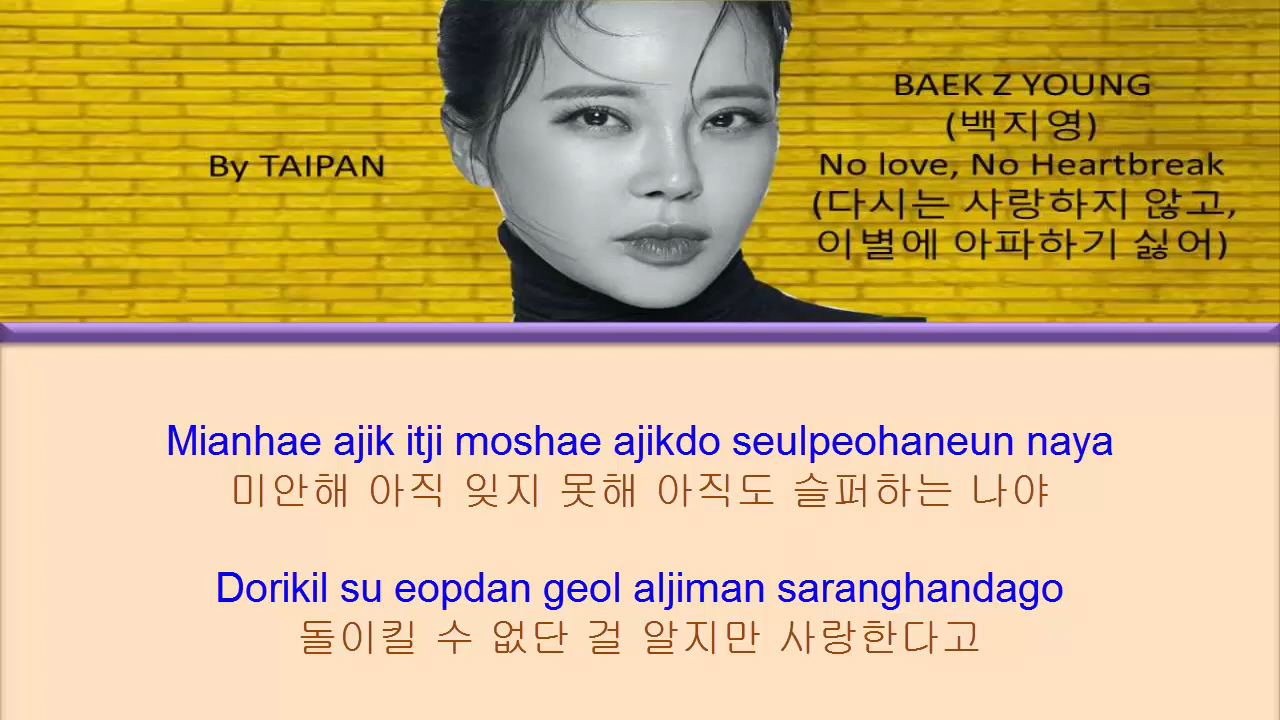 By TAIPAN
BAEK Z YOUNG
(백지영)
No love, No Heartbreak
(다시는 사랑하지 않고,
이별에 아파하기 싫어)
Mianhae ajik itji moshae ajikdo seulpeohaneun naya
미안해 아직 잊지 못해 아직도 슬퍼하는 나야
Dorikil su eopdan geol aljiman saranghandago
돌이킬 수 없단 걸 알지만 사랑한다고